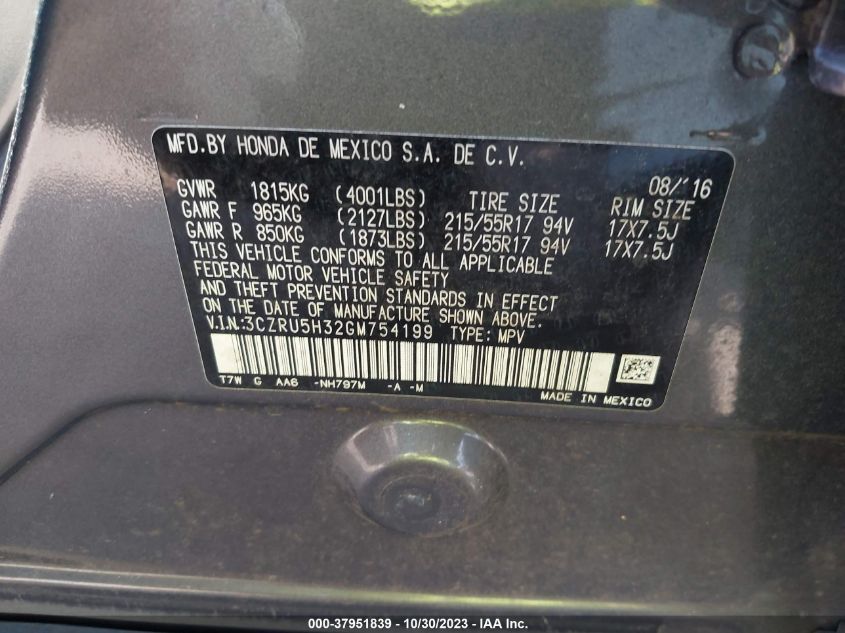 MFD.BY HONDA DE MEXICO S.A. DE C.V.
08/'16
GVWR 1815KG (4001LBS) TIRE SIZE RIM SIZE
GAWR F 965KG (2127LBS) 215/55R17 94V 17X7.5J
GAWR R 850KG (1873LBS) 215/55R17 94V 17X7.5J
THIS VEHICLE CONFORMS TO ALL APPLICABLE
FEDERAL MOTOR VEHICLE SAFETY
AND THEFT PREVENTION STANDARDS IN EFFECT
ON THE DATE OF MANUFACTURE SHOWN ABOVE.
V.I.N:3CZRU5H32GM754199 TYPE: MPV
T7W G AA6 -NH797M -A -M
MADE IN MEXICO
000-37951839 - 10/30/2023 - IAA Inc.